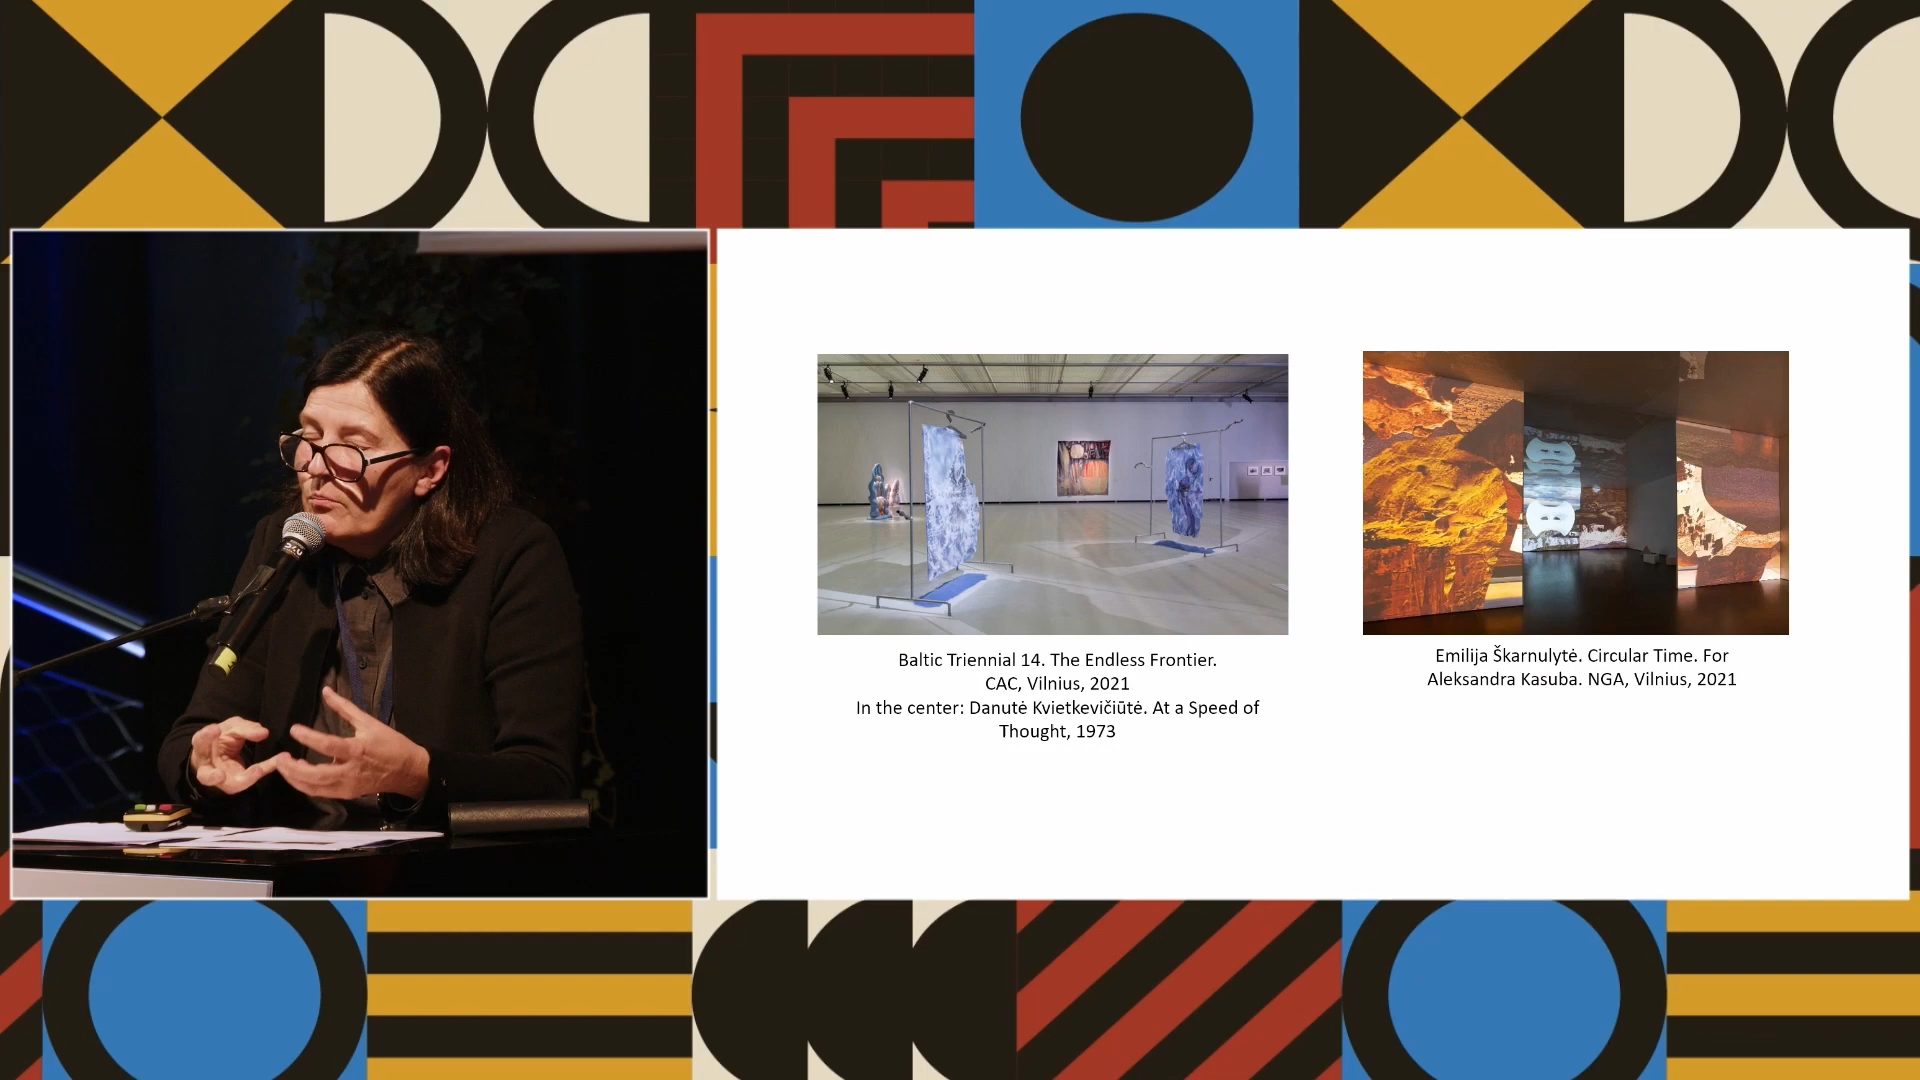 Baltic Triennial 14. The Endless Frontier.
CAC, Vilnius, 2021
In the center: Danutė Kvietkevičiūtė. At a Speed of
Thought, 1973
Emilija Škarnulytė. Circular Time. For
Aleksandra Kasuba. NGA, Vilnius, 2021